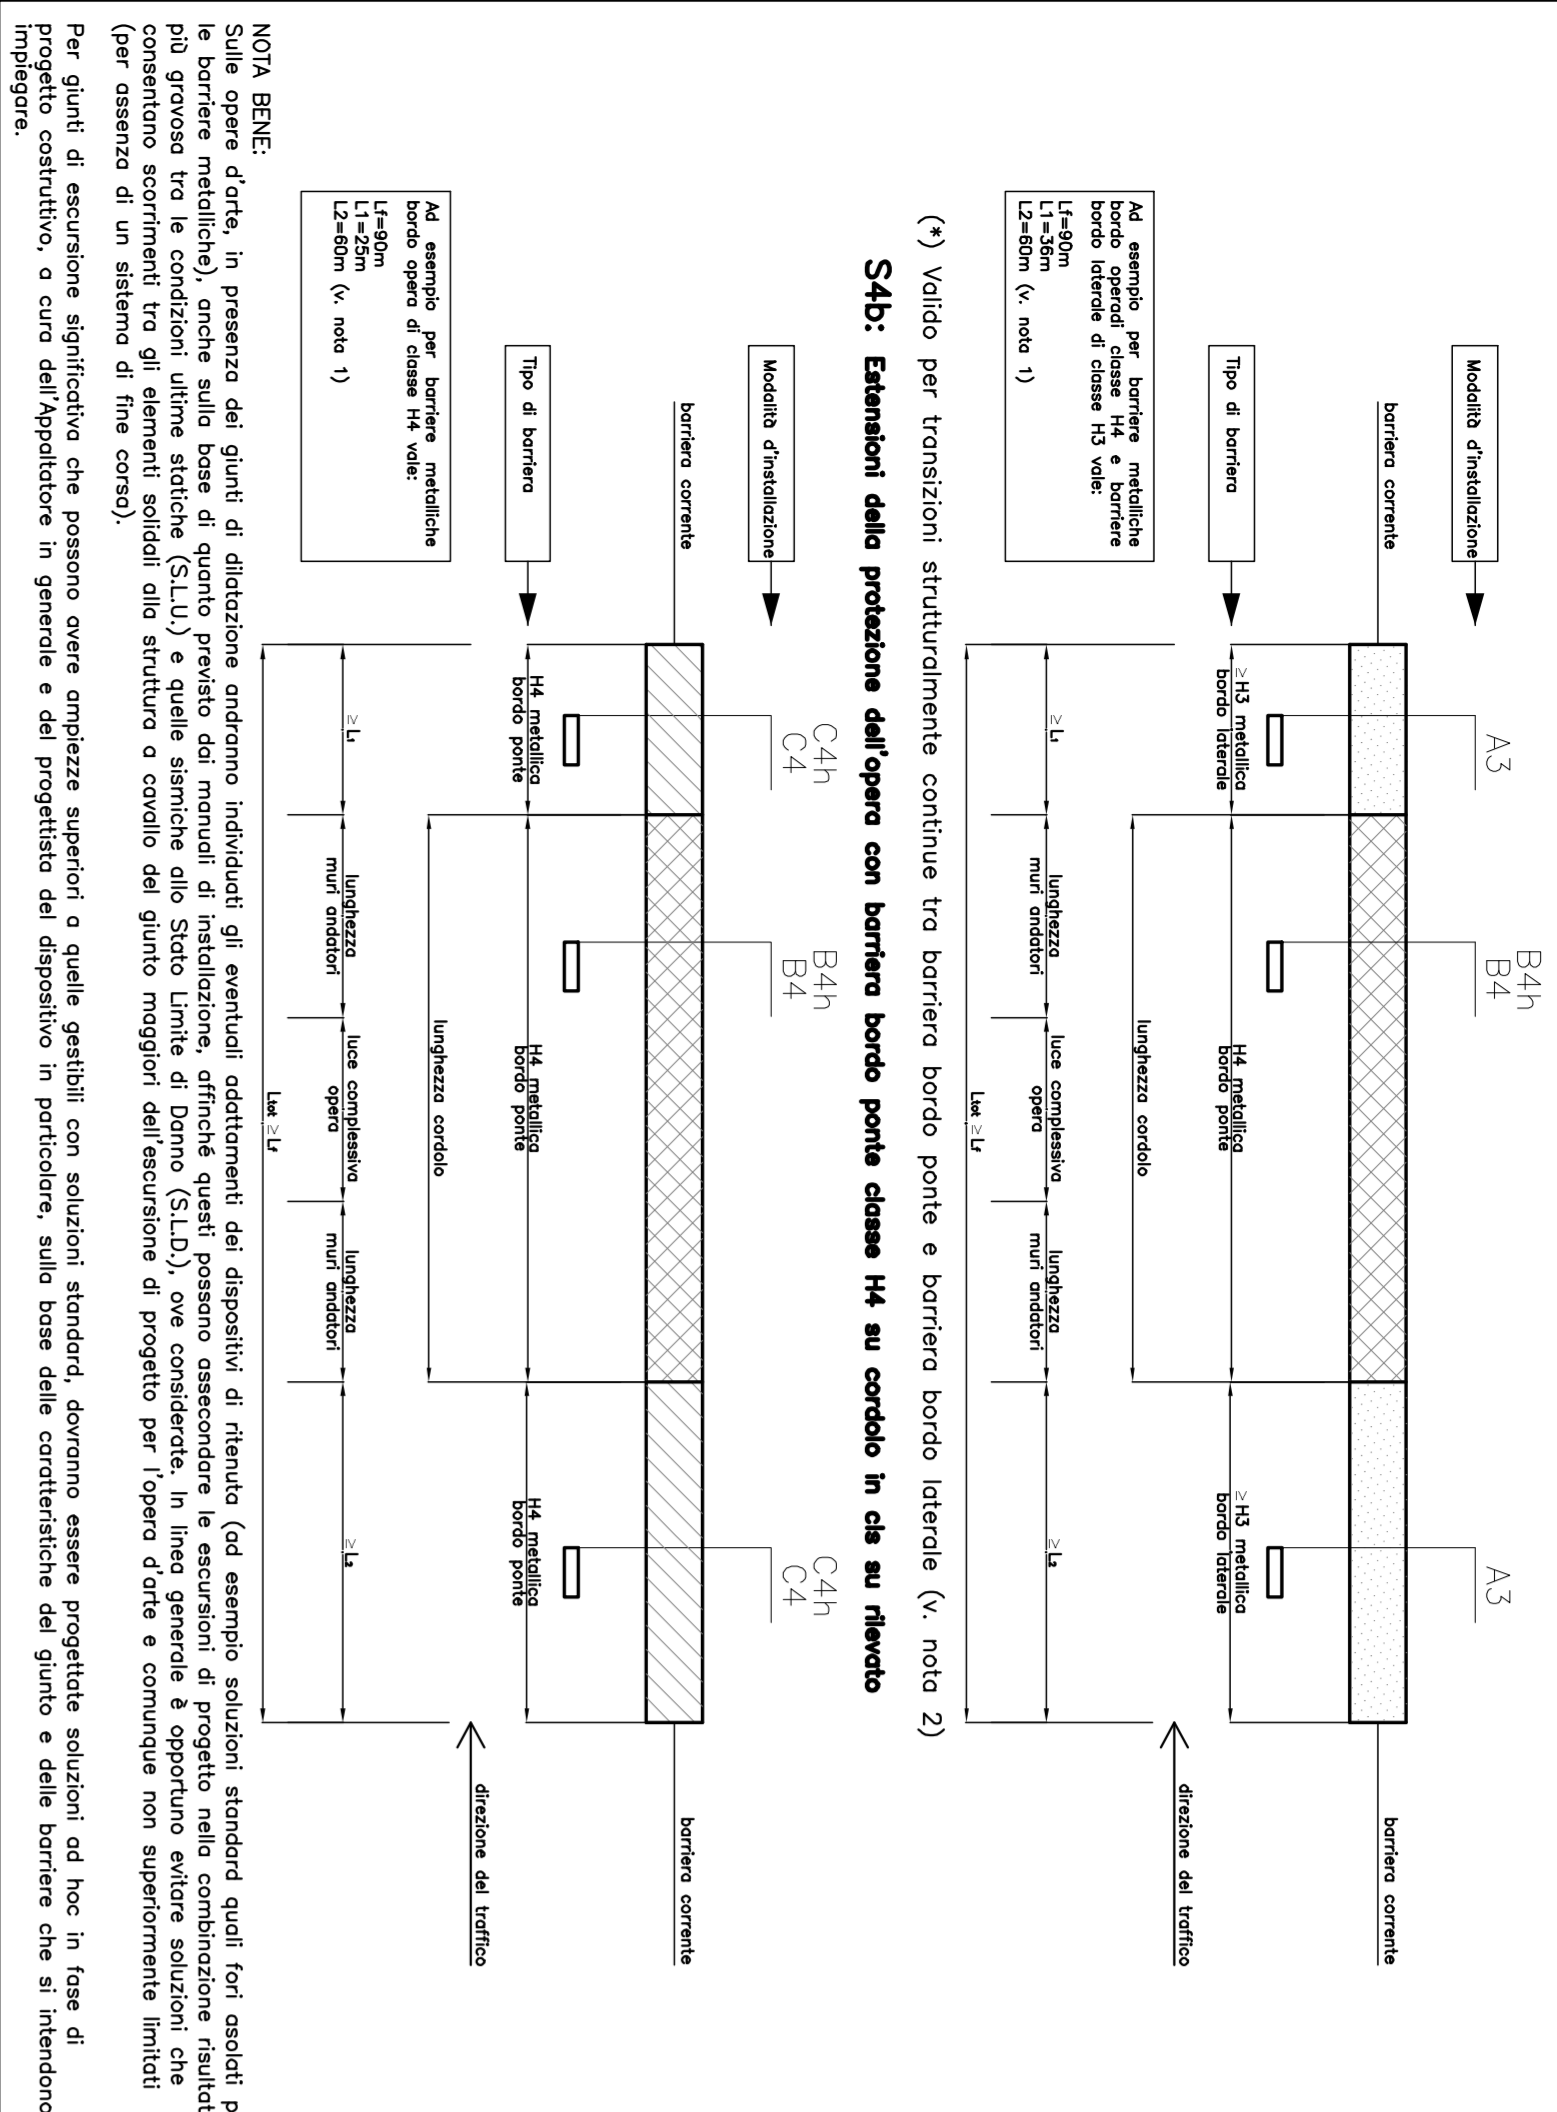 A3
B4h
B4
A3
Modalità d'installazione
barriera corrente
barriera corrente
Tipo di barriera
≥H3 metallica
bordo laterale
H4 metallica
bordo ponte
≥H3 metallica
bordo laterale
direzione del traffico
lunghezza cordolo
Ad esempio per barriere metalliche
bordo operadi classe H4 e barriere
bordo laterale di classe H3 vale:
Lf=90m
L1=36m
L2=60m (v. nota 1)
≥L1
lunghezza
muri andatori
luce complessiva
opera
lunghezza
muri andatori
≥L2
Ltot ≥Lf
(*) Valido per transizioni strutturalmente continue tra barriera bordo ponte e barriera bordo laterale (v. nota 2)
S4b: Estensioni della protezione dell'opera con barriera bordo ponte classe H4 su cordolo in cls su rilevato
C4h
C4
B4h
B4
C4h
C4
Modalità d'installazione
barriera corrente
barriera corrente
Tipo di barriera
H4 metallica
bordo ponte
H4 metallica
bordo ponte
H4 metallica
bordo ponte
direzione del traffico
lunghezza cordolo
Ad esempio per barriere metalliche
bordo opera di classe H4 vale:
Lf=90m
L1=25m
L2=60m (v. nota 1)
≥L1
lunghezza
muri andatori
luce complessiva
opera
lunghezza
muri andatori
≥L2
Ltot ≥Lf
NOTA BENE:
Sulle opere d'arte, in presenza dei giunti di dilatazione andranno individuati gli eventuali adattamenti dei dispositivi di ritenuta (ad esempio soluzioni standard quali fori asolati p
le barriere metalliche), anche sulla base di quanto previsto dai manuali di installazione, affinché questi possano assecondare le escursioni di progetto nella combinazione risultat
più gravosa tra le condizioni ultime statiche (S.L.U.) e quelle sismiche allo Stato Limite di Danno (S.L.D.), ove considerate. In linea generale è opportuno evitare soluzioni che
consentano scorrimenti tra gli elementi solidali alla struttura a cavallo del giunto maggiori dell'escursione di progetto per l'opera d'arte e comunque non superiormente limitati
(per assenza di un sistema di fine corsa).
Per giunti di escursione significativa che possono avere ampiezze superiori a quelle gestibili con soluzioni standard, dovranno essere progettate soluzioni ad hoc in fase di
progetto costruttivo, a cura dell'Appaltatore in generale e del progettista del dispositivo in particolare, sulla base delle caratteristiche del giunto e delle barriere che si intendono
impiegare.